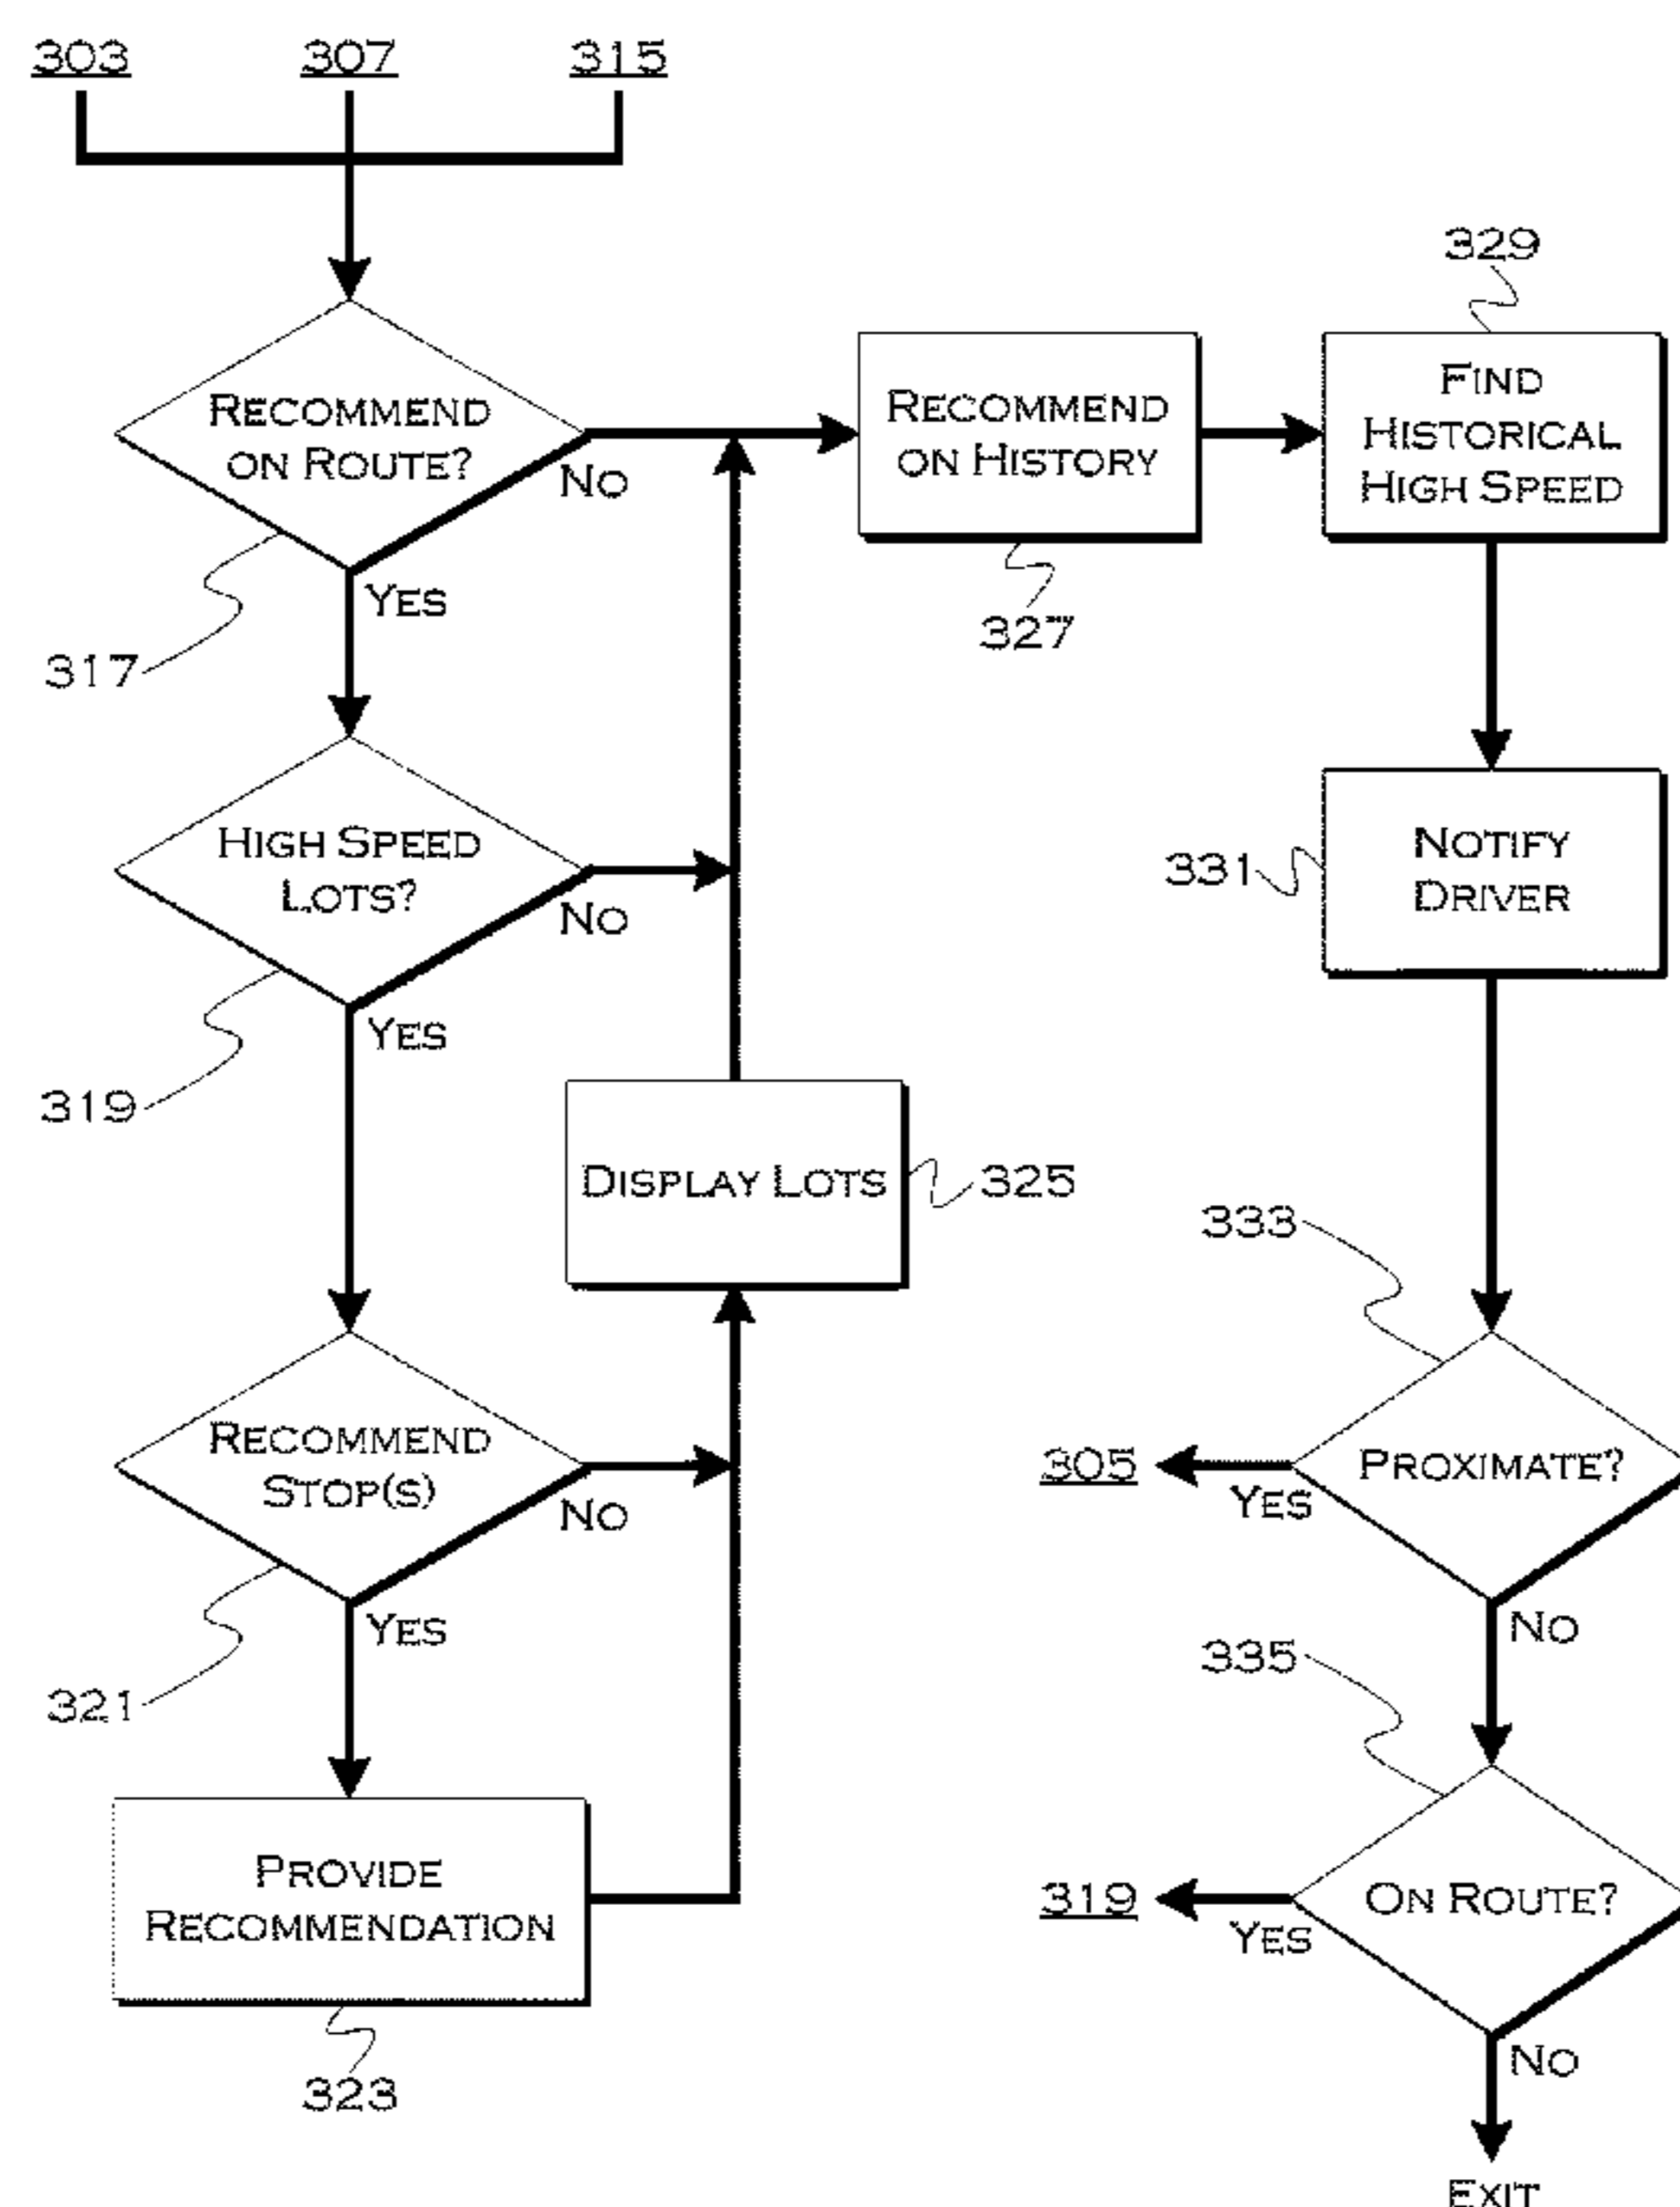 303
307
315
RECOMMEND
ON ROUTE?
NO
YES
317
RECOMMEND
ON HISTORY
327
329
FIND
HISTORICAL
HIGH SPEED
HIGH SPEED
LOTS?
NO
YES
319
NOTIFY
DRIVER
331
DISPLAY LOTS
325
333
RECOMMEND
STOP(S)
NO
YES
321
PROXIMATE?
305
YES
NO
335
PROVIDE
RECOMMENDATION
323
ON ROUTE?
319
YES
NO
EXIT